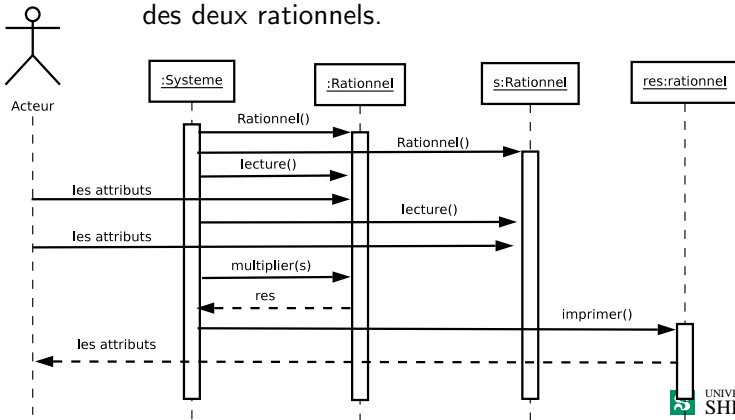 des deux rationnels.
:Systeme
:Rationnel
s:Rationnel
res:rationnel
Acteur
Rationnel()
Rationnel()
lecture()
les attributs
lecture()
les attributs
multiplier(s)
res
imprimer()
les attributs
S